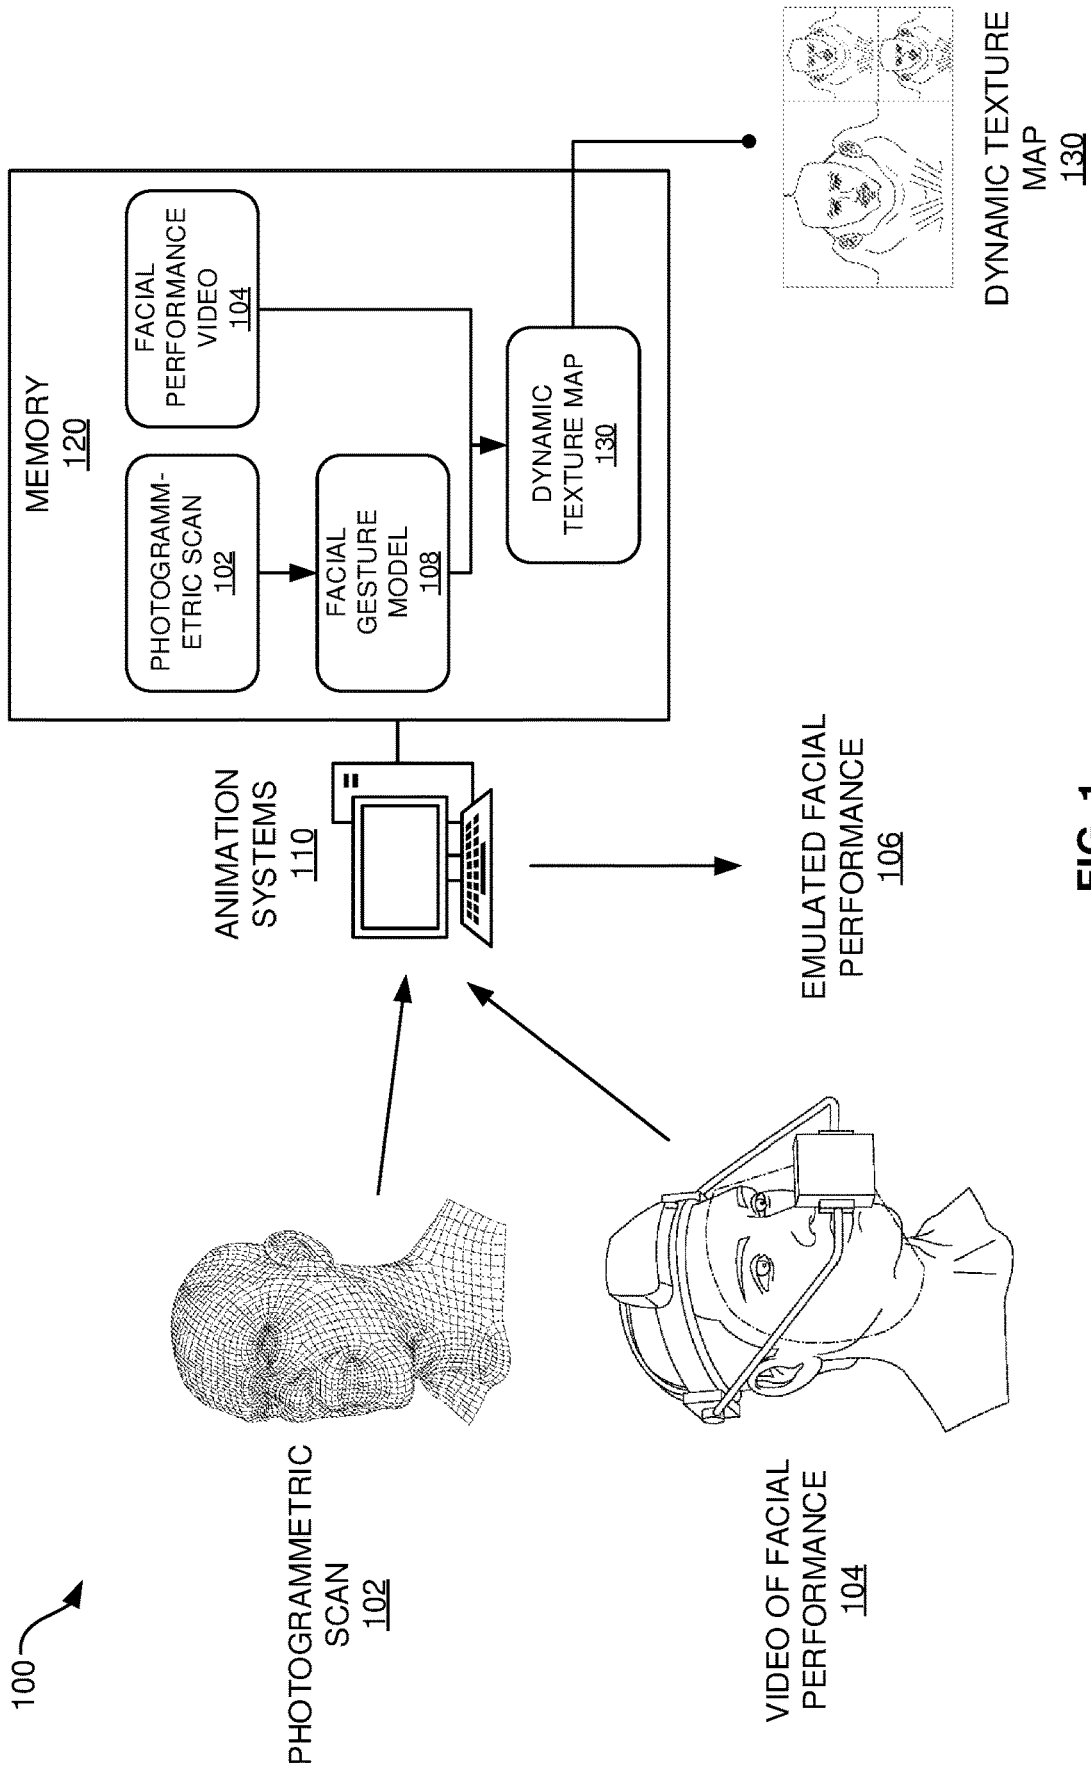 100
PHOTOGRAMMETRIC
SCAN
102
VIDEO OF FACIAL
PERFORMANCE
104
ANIMATION
SYSTEMS
110
EMULATED FACIAL
PERFORMANCE
106
MEMORY
120
PHOTOGRAMM-
ETRIC SCAN
102
FACIAL
PERFORMANCE
VIDEO
104
FACIAL
GESTURE
MODEL
108
DYNAMIC
TEXTURE MAP
130
DYNAMIC TEXTURE
MAP
130
FIG. 1